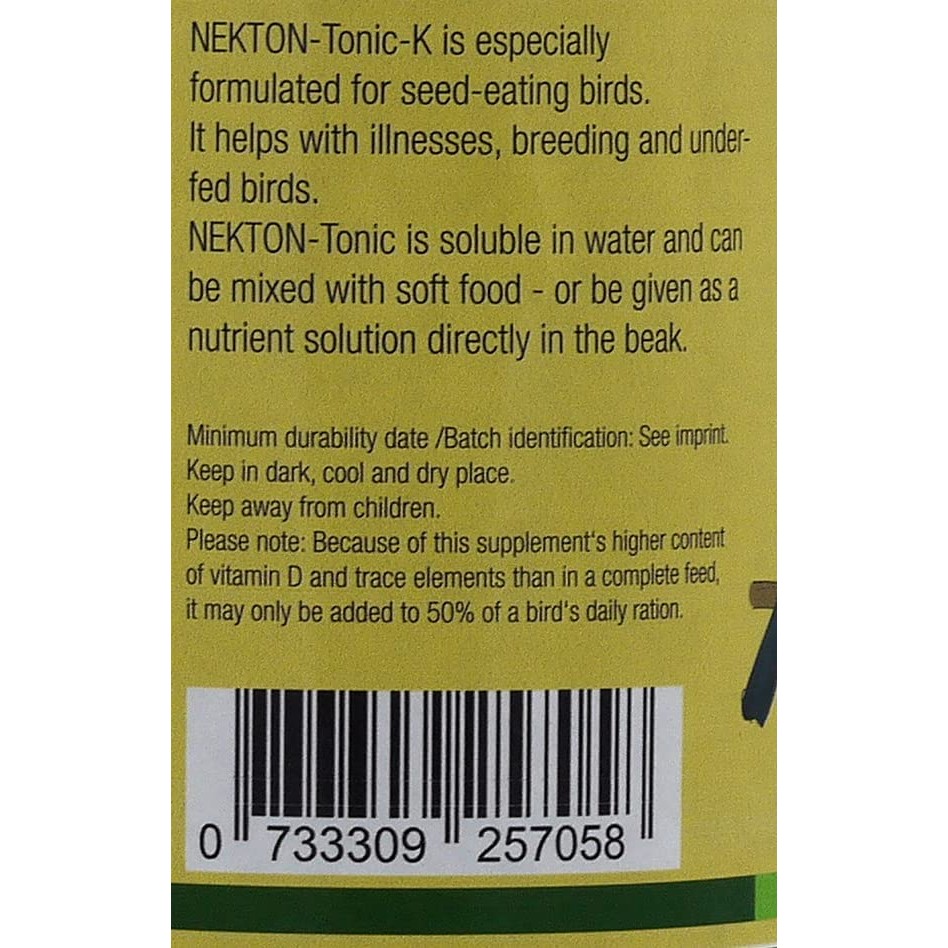 NEKTON-Tonic-K is especially
formulated for seed-eating birds.
It helps with illnesses, breeding and under-
fed birds.
NEKTON-Tonic is soluble in water and can
be mixed with soft food - or be given as a
nutrient solution directly in the beak.
Minimum durability date /Batch identification: See imprint.
Keep in dark, cool and dry place.
Keep away from children.
Please note: Because of this supplement's higher content
of vitamin D and trace elements than in a complete feed,
it may only be added to 50% of a bird's daily ration.
0 733309 257058